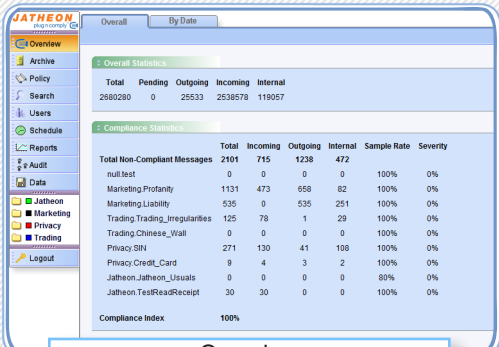 JATHEON
plug n comply
Overall
By Date
Overview
Archive
Policy
Search
Users
Schedule
Reports
Audit
Data
Jatheon
Marketing
Privacy
Trading
Logout
: Overall Statistics
Total Pending Outgoing Incoming Internal
2680280 0 25533 2538578 119057
: Compliance Statistics
Total Incoming Outgoing Internal Sample Rate Severity
Total Non-Compliant Messages 2101 715 1238 472
null.test 0 0 0 0 100% 0%
Marketing.Profanity 1131 473 658 82 100% 0%
Marketing.Liability 535 0 535 251 100% 0%
Trading.Trading_Irregularities 125 78 1 29 100% 0%
Trading.Chinese_Wall 0 0 0 0 100% 0%
Privacy.SIN 271 130 41 108 100% 0%
Privacy.Credit_Card 9 4 3 2 100% 0%
Jatheon.Jatheon_Usuals 0 0 0 0 80% 0%
Jatheon.TestReadReceipt 30 30 0 0 100% 0%
Compliance Index 100%